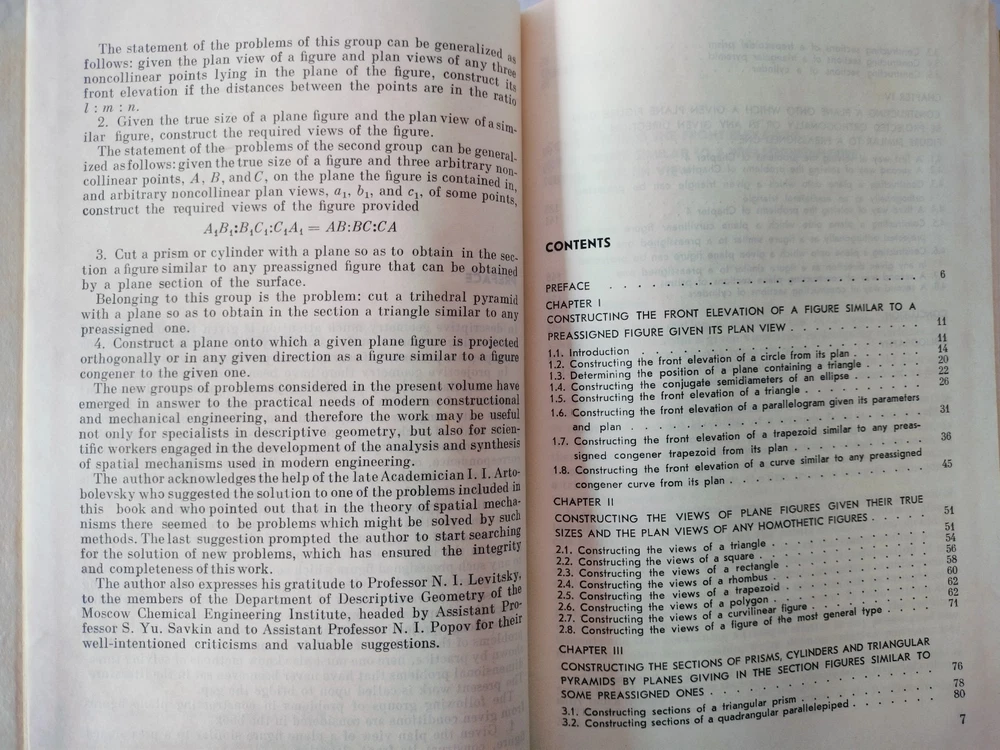 The statement of the problems of this group can be generalized as
follows: given the plan view of a figure and plan views of any three
noncollinear points lying in the plane of the figure, construct its
front elevation if the distances between the points are in the ratio
l : m : n.
2. Given the true size of a plane figure and the plan view of a sim-
ilar figure, construct the required views of the figure.
The statement of the problems of the second group can be general-
ized as follows: given the true size of a figure and three arbitrary non-
collinear points, A, B, and C, on the plane the figure is contained in,
and arbitrary noncollinear plan views, a₁, b₁, and c₁, of some points,
construct the required views of the figure provided
A₁B₁:B₁C₁:C₁A₁ = AB:BC:CA
3. Cut a prism or cylinder with a plane so as to obtain in the sec-
tion a figure similar to any preassigned figure that can be obtained
by a plane section of the surface.
Belonging to this group is the problem: cut a trihedral pyramid
with a plane so as to obtain in the section a triangle similar to any
preassigned one.
4. Construct a plane onto which a given plane figure is projected
orthogonally or in any given direction as a figure similar to a figure
congener to the given one.
The new groups of problems considered in the present volume have
emerged in answer to the practical needs of modern constructional
and mechanical engineering, and therefore the work may be useful
not only for specialists in descriptive geometry, but also for scien-
tific workers engaged in the development of the analysis and synthesis
of spatial mechanisms used in modern engineering.
The author acknowledges the help of the late Academician I. I. Arto-
bolevsky who suggested the solution to one of the problems included in
this book and who pointed out that in the theory of spatial mecha-
nisms there seemed to be problems which might be solved by such
methods. The last suggestion prompted the author to start searching
for the solution of new problems, which has ensured the integrity
and completeness of this work.
The author also expresses his gratitude to Professor N. I. Levitsky,
to the members of the Department of Descriptive Geometry of the
Moscow Chemical Engineering Institute, headed by Assistant Pro-
fessor S. Yu. Savkin and to Assistant Professor N. I. Popov for their
well-intentioned criticisms and valuable suggestions.
CONTENTS
PREFACE . . . . . . . . . . 6
CHAPTER I
CONSTRUCTING THE FRONT ELEVATION OF A FIGURE SIMILAR TO A
PREASSIGNED FIGURE GIVEN ITS PLAN VIEW . . . . . . . . . . 11
1.1. Introduction . . . . . . . . . . 11
1.2. Constructing the front elevation of a circle from its plan . . . . . . 14
1.3. Determining the position of a plane containing a triangle . . . . . . 20
1.4. Constructing the conjugate semidiameters of an ellipse . . . . . . 22
1.5. Constructing the front elevation of a triangle . . . . . . . . 26
1.6. Constructing the front elevation of a parallelogram given its parameters
and plan . . . . . . . . . . 31
1.7. Constructing the front elevation of a trapezoid similar to any preas-
signed congener trapezoid from its plan . . . . . . . . 36
1.8. Constructing the front elevation of a curve similar to any preassigned
congener curve from its plan . . . . . . . . . . 45
CHAPTER II
CONSTRUCTING THE VIEWS OF PLANE FIGURES GIVEN THEIR TRUE
SIZES AND THE PLAN VIEWS OF ANY HOMOTHETIC FIGURES . . . . . 51
2.1. Constructing the views of a triangle . . . . . . . . . . 51
2.2. Constructing the views of a square . . . . . . . . . . 54
2.3. Constructing the views of a rectangle . . . . . . . . . . 56
2.4. Constructing the views of a rhombus . . . . . . . . . . 58
2.5. Constructing the views of a trapezoid . . . . . . . . . . 60
2.6. Constructing the views of a polygon . . . . . . . . . . 62
2.7. Constructing the views of a curvilinear figure . . . . . . . . 62
2.8. Constructing the views of a figure of the most general type . . . . 71
CHAPTER III
CONSTRUCTING THE SECTIONS OF PRISMS, CYLINDERS AND TRIANGULAR
PYRAMIDS BY PLANES GIVING IN THE SECTION FIGURES SIMILAR TO
SOME PREASSIGNED ONES . . . . . . . . . . 76
3.1. Constructing sections of a triangular prism . . . . . . . . 78
3.2. Constructing sections of a quadrangular parallelepiped . . . . . . 80
7